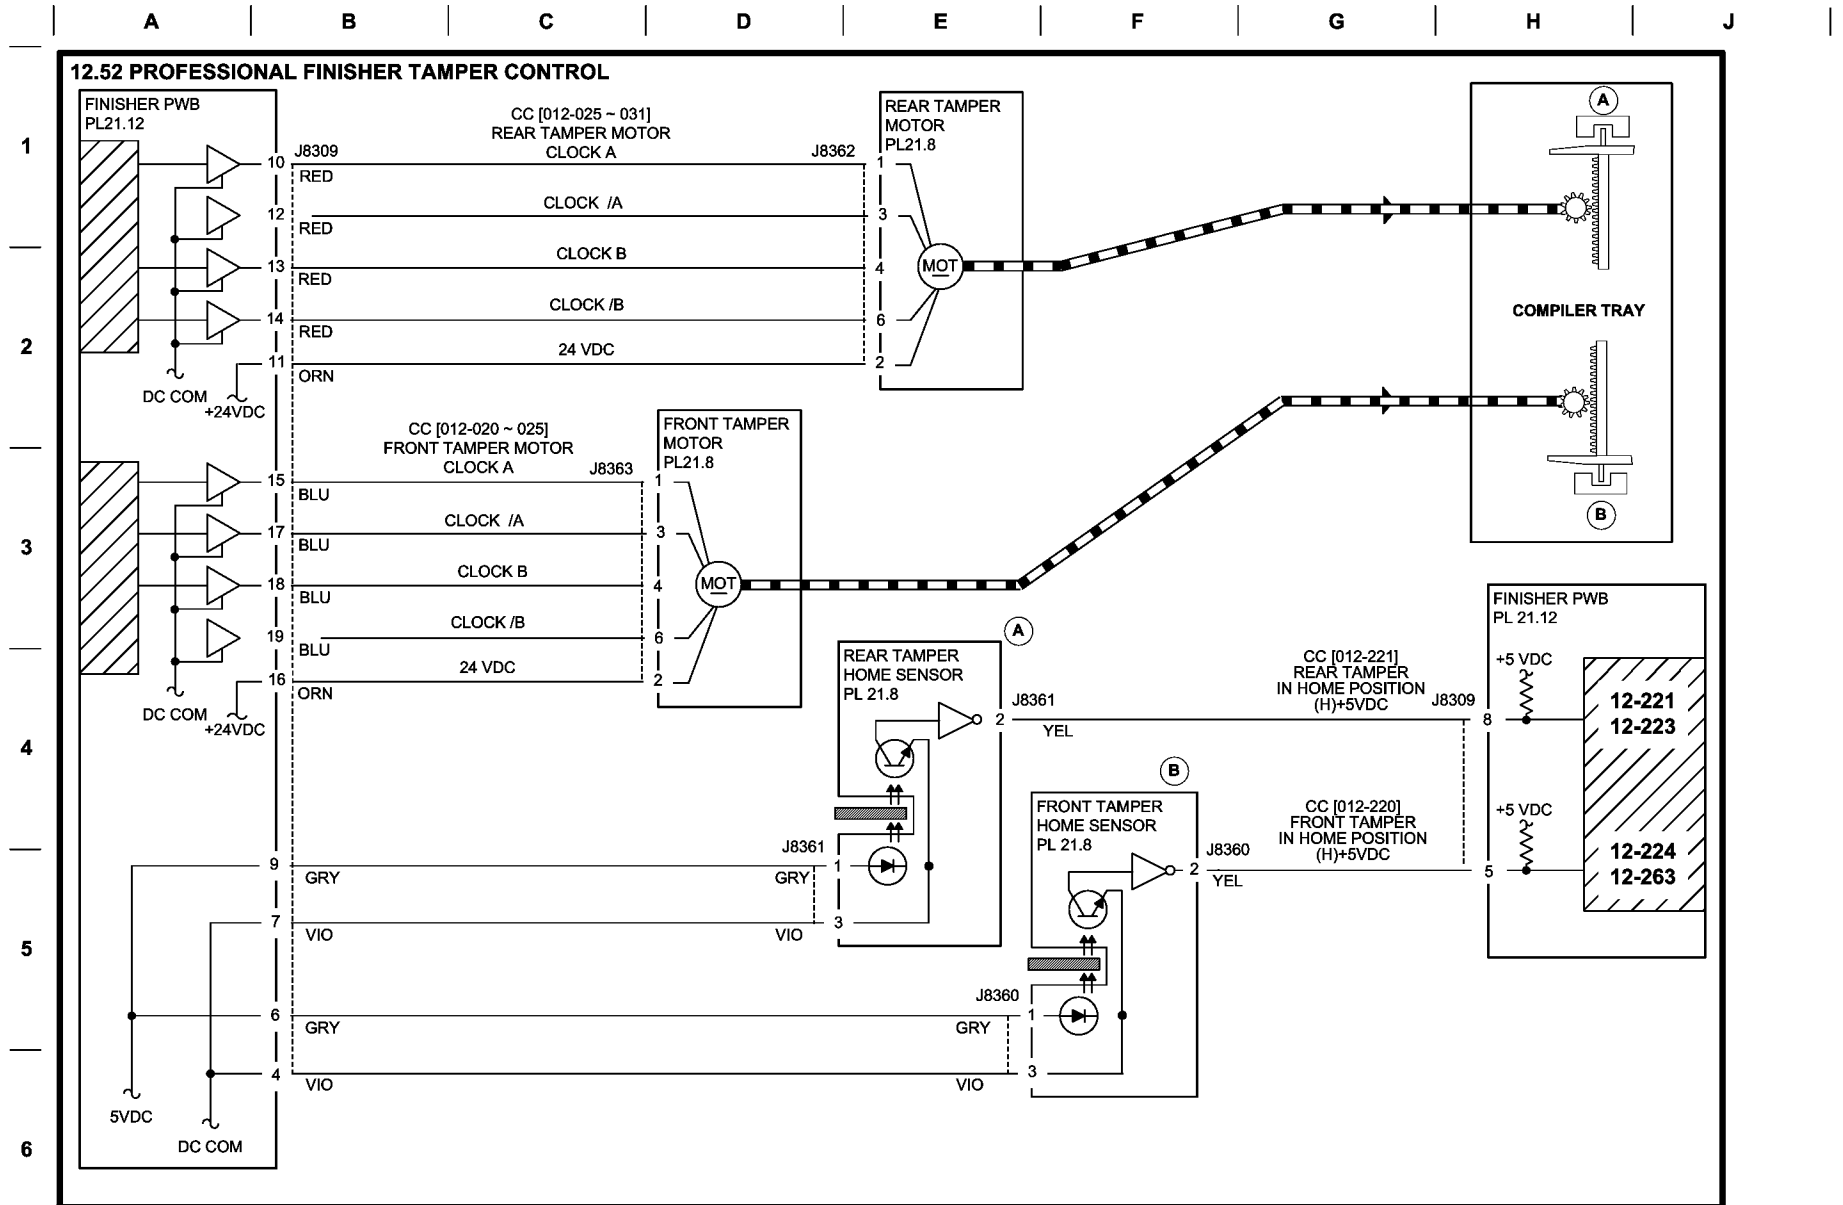 A B C D E F G H J
12.52 PROFESSIONAL FINISHER TAMPER CONTROL
1
2
3
4
5
6
FINISHER PWB
PL21.12
CC [012-025 ~ 031]
REAR TAMPER MOTOR
CLOCK A
J8309
J8362
10
RED
1
CLOCK /A
12
RED
3
CLOCK B
13
RED
4
CLOCK /B
14
RED
6
24 VDC
11
ORN
2
DC COM
+24VDC
REAR TAMPER
MOTOR
PL21.8
MOT
A
COMPILER TRAY
B
CC [012-020 ~ 025]
FRONT TAMPER MOTOR
CLOCK A
J8363
15
BLU
1
CLOCK /A
17
BLU
3
CLOCK B
18
BLU
4
CLOCK /B
19
BLU
6
24 VDC
16
ORN
2
DC COM
+24VDC
FRONT TAMPER
MOTOR
PL21.8
MOT
A
REAR TAMPER
HOME SENSOR
PL 21.8
J8361
2
YEL
CC [012-221]
REAR TAMPER
IN HOME POSITION
(H)+5VDC
J8309
8
FINISHER PWB
PL 21.12
+5 VDC
12-221
12-223
B
FRONT TAMPER
HOME SENSOR
PL 21.8
J8360
2
YEL
CC [012-220]
FRONT TAMPER
IN HOME POSITION
(H)+5VDC
5
+5 VDC
12-224
12-263
9
GRY
J8361
GRY
1
7
VIO
VIO
3
6
GRY
J8360
GRY
1
4
VIO
VIO
3
5VDC
DC COM